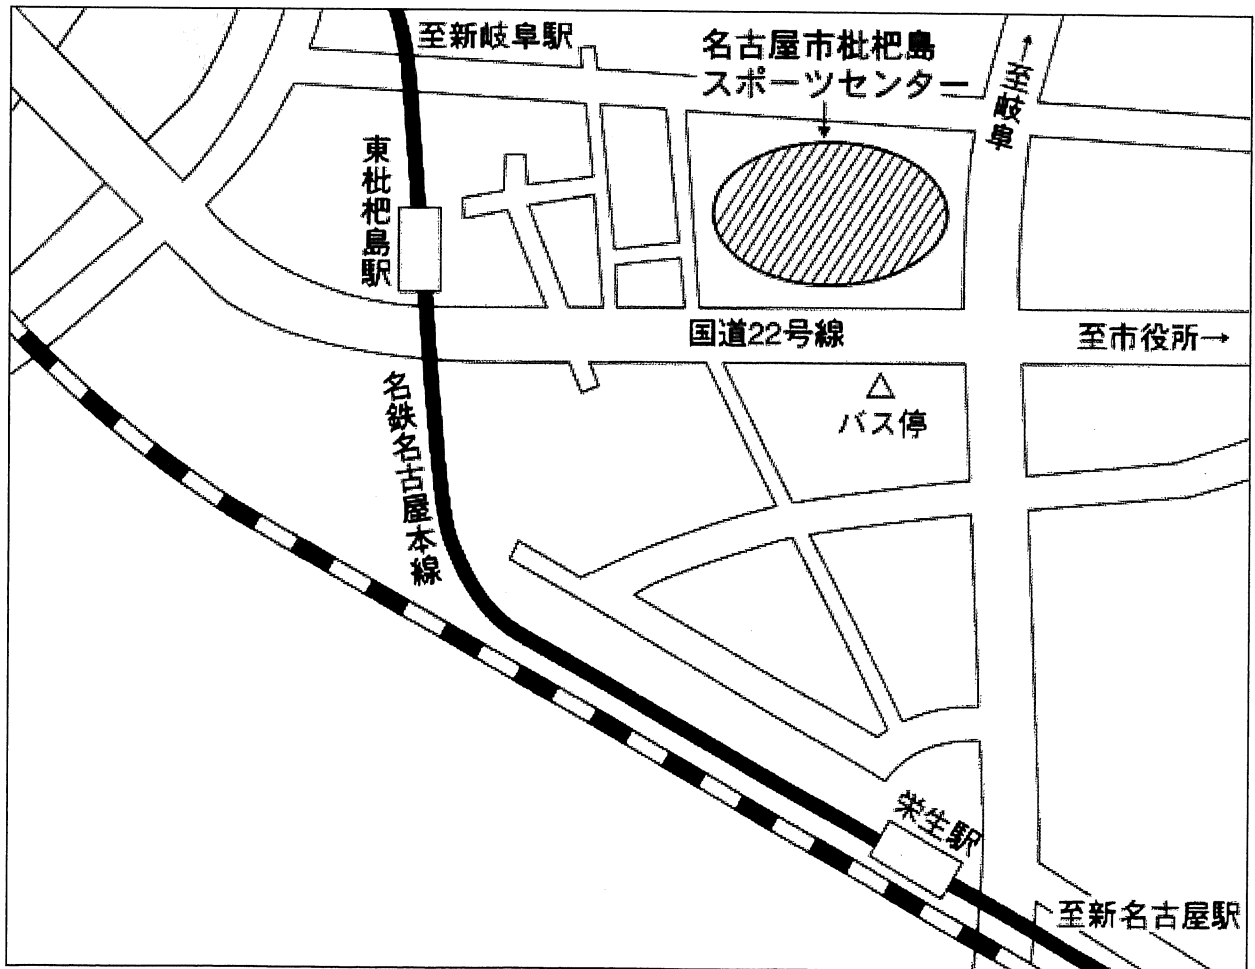 至新岐阜駅
名古屋市枇杷島
スポーツセンター
↑至岐阜
東枇杷島駅
国道22号線
至市役所→
バス停
名鉄名古屋本線
栄生駅
至新名古屋駅